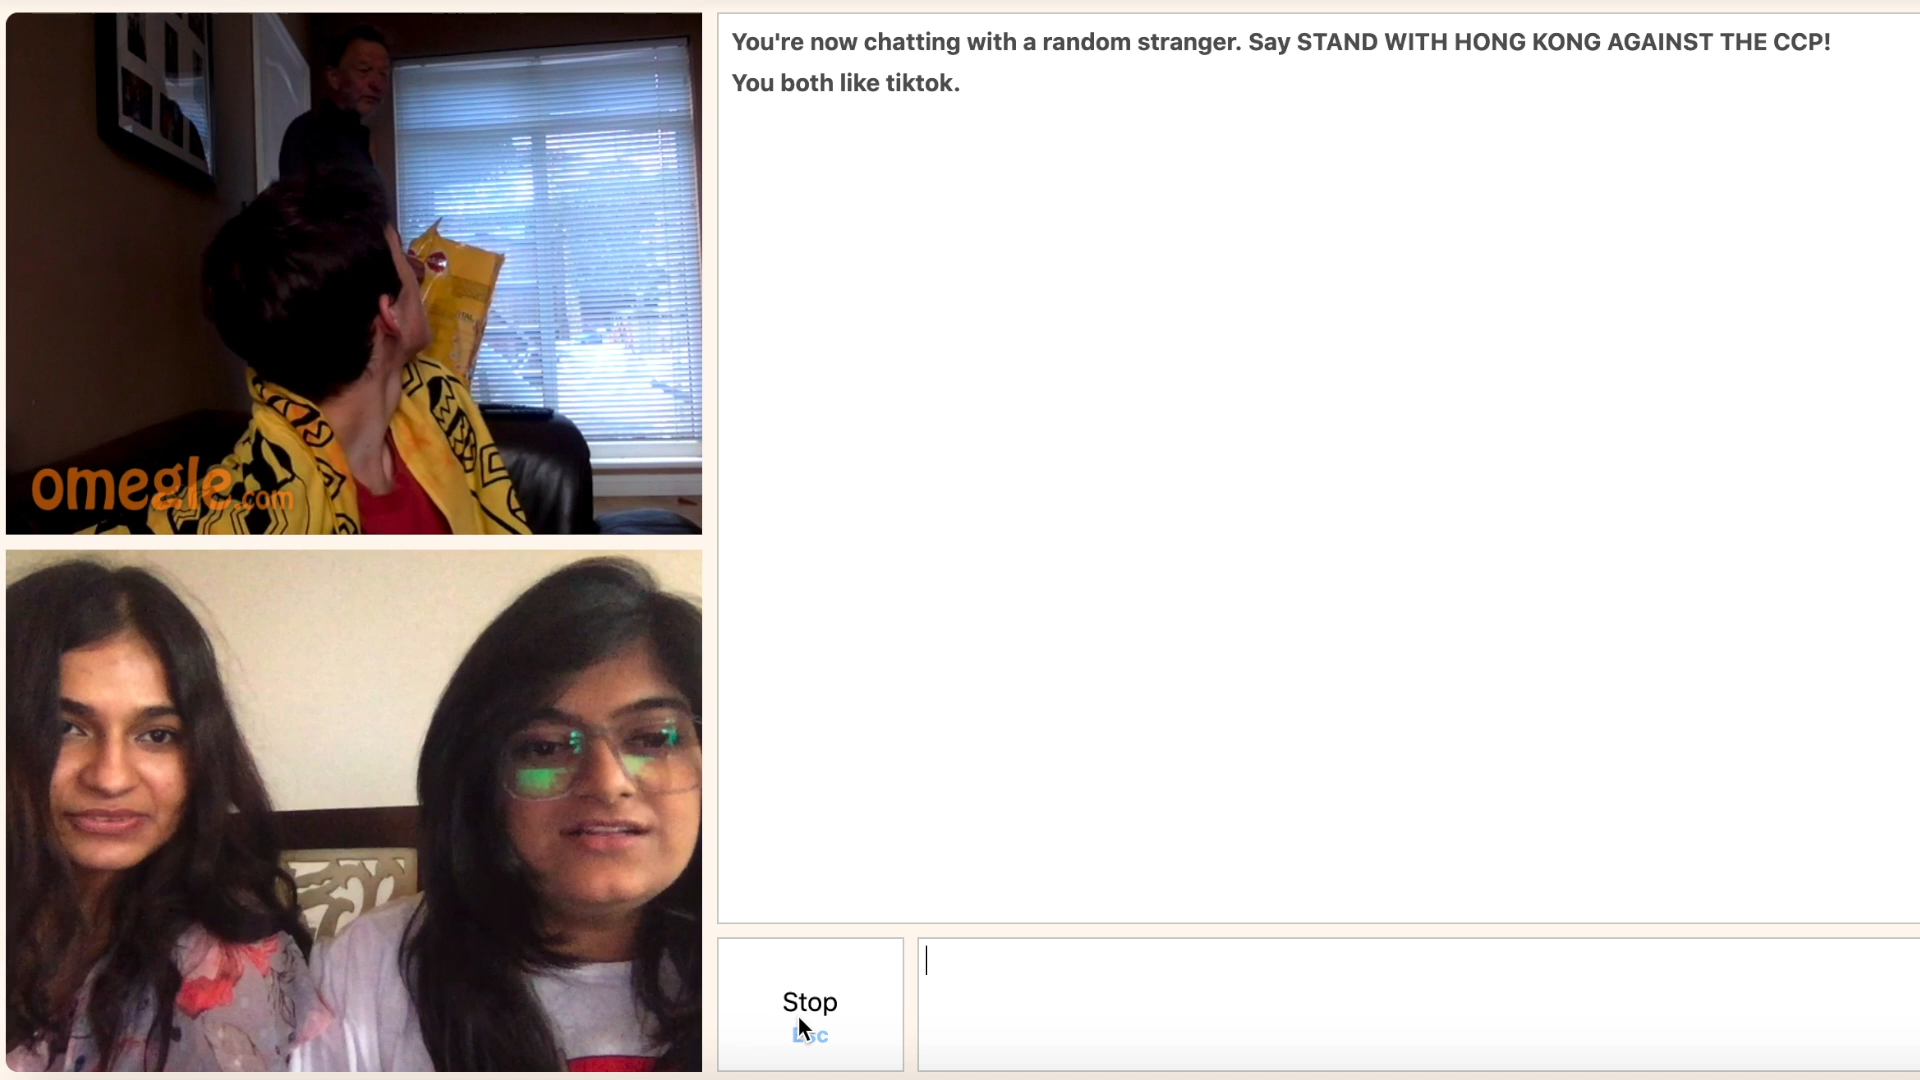 You're now chatting with a random stranger. Say STAND WITH HONG KONG AGAINST THE CCP!
You both like tiktok.
omegle.com
Stop
Esc